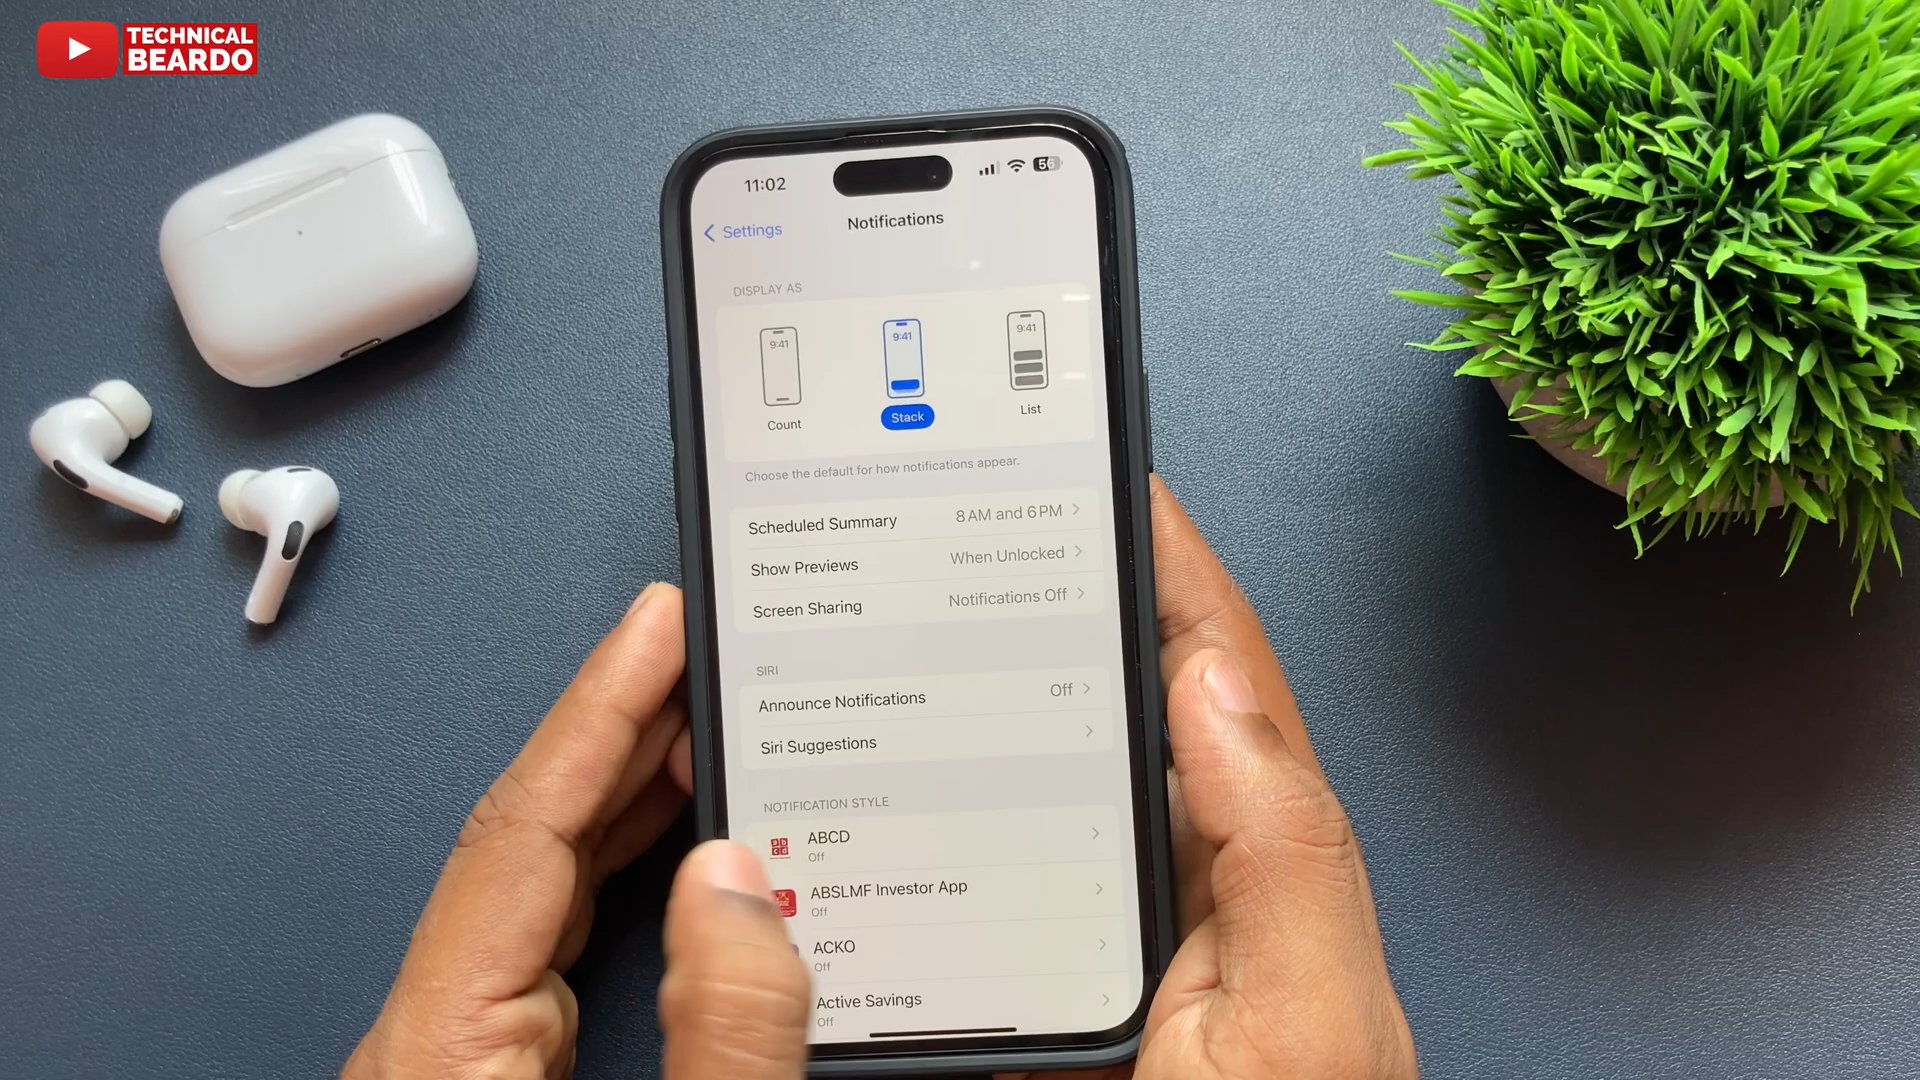 TECHNICAL
BEARDO
11:02
56
Settings
Notifications
DISPLAY AS
9:41
9:41
9:41
Count
Stack
List
Choose the default for how notifications appear.
Scheduled Summary 8 AM and 6 PM
Show Previews When Unlocked
Screen Sharing Notifications Off
SIRI
Announce Notifications Off
Siri Suggestions
NOTIFICATION STYLE
abcd
ABCD
Off
ABSLMF Investor App
Off
ACKO
Off
Active Savings
Off